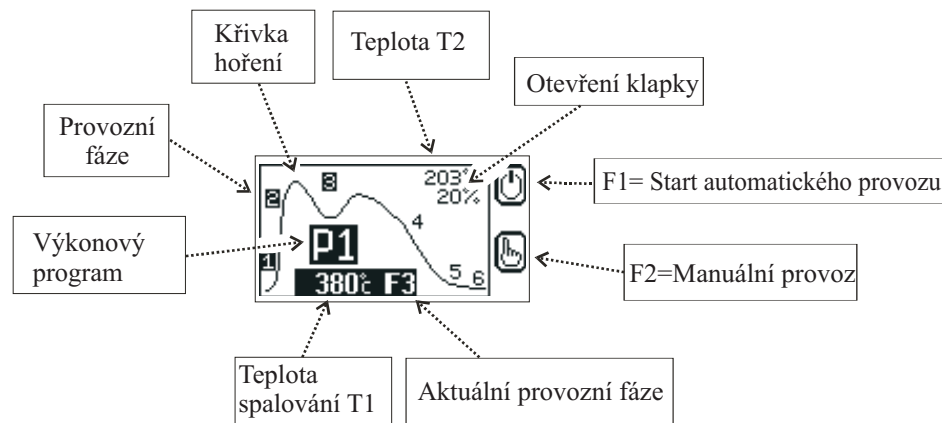 Křivka
hoření
Teplota T2
Otevření klapky
Provozní
fáze
F1= Start automatického provozu
Výkonový
program
F2=Manuální provoz
Teplota
spalování T1
Aktuální provozní fáze
203°
20%
2
3
4
P1
1
5
6
380°c F3